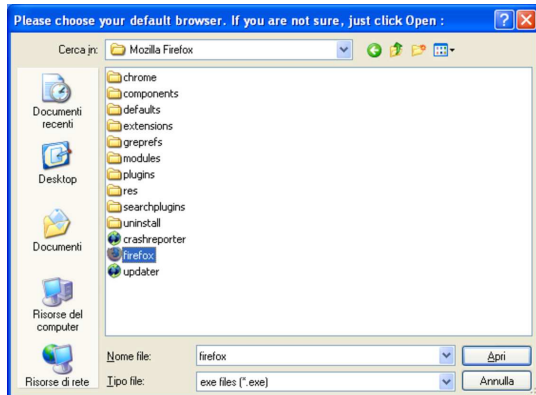 Please choose your default browser. If you are not sure, just click Open :
Cerca in: Mozilla Firefox
Documenti recenti
Desktop
Documenti
Risorse del computer
Risorse di rete
chrome
components
defaults
extensions
greprefs
modules
plugins
res
searchplugins
uninstall
crashreporter
firefox
updater
Nome file: firefox Apri
Tipo file: exe files (*.exe) Annulla